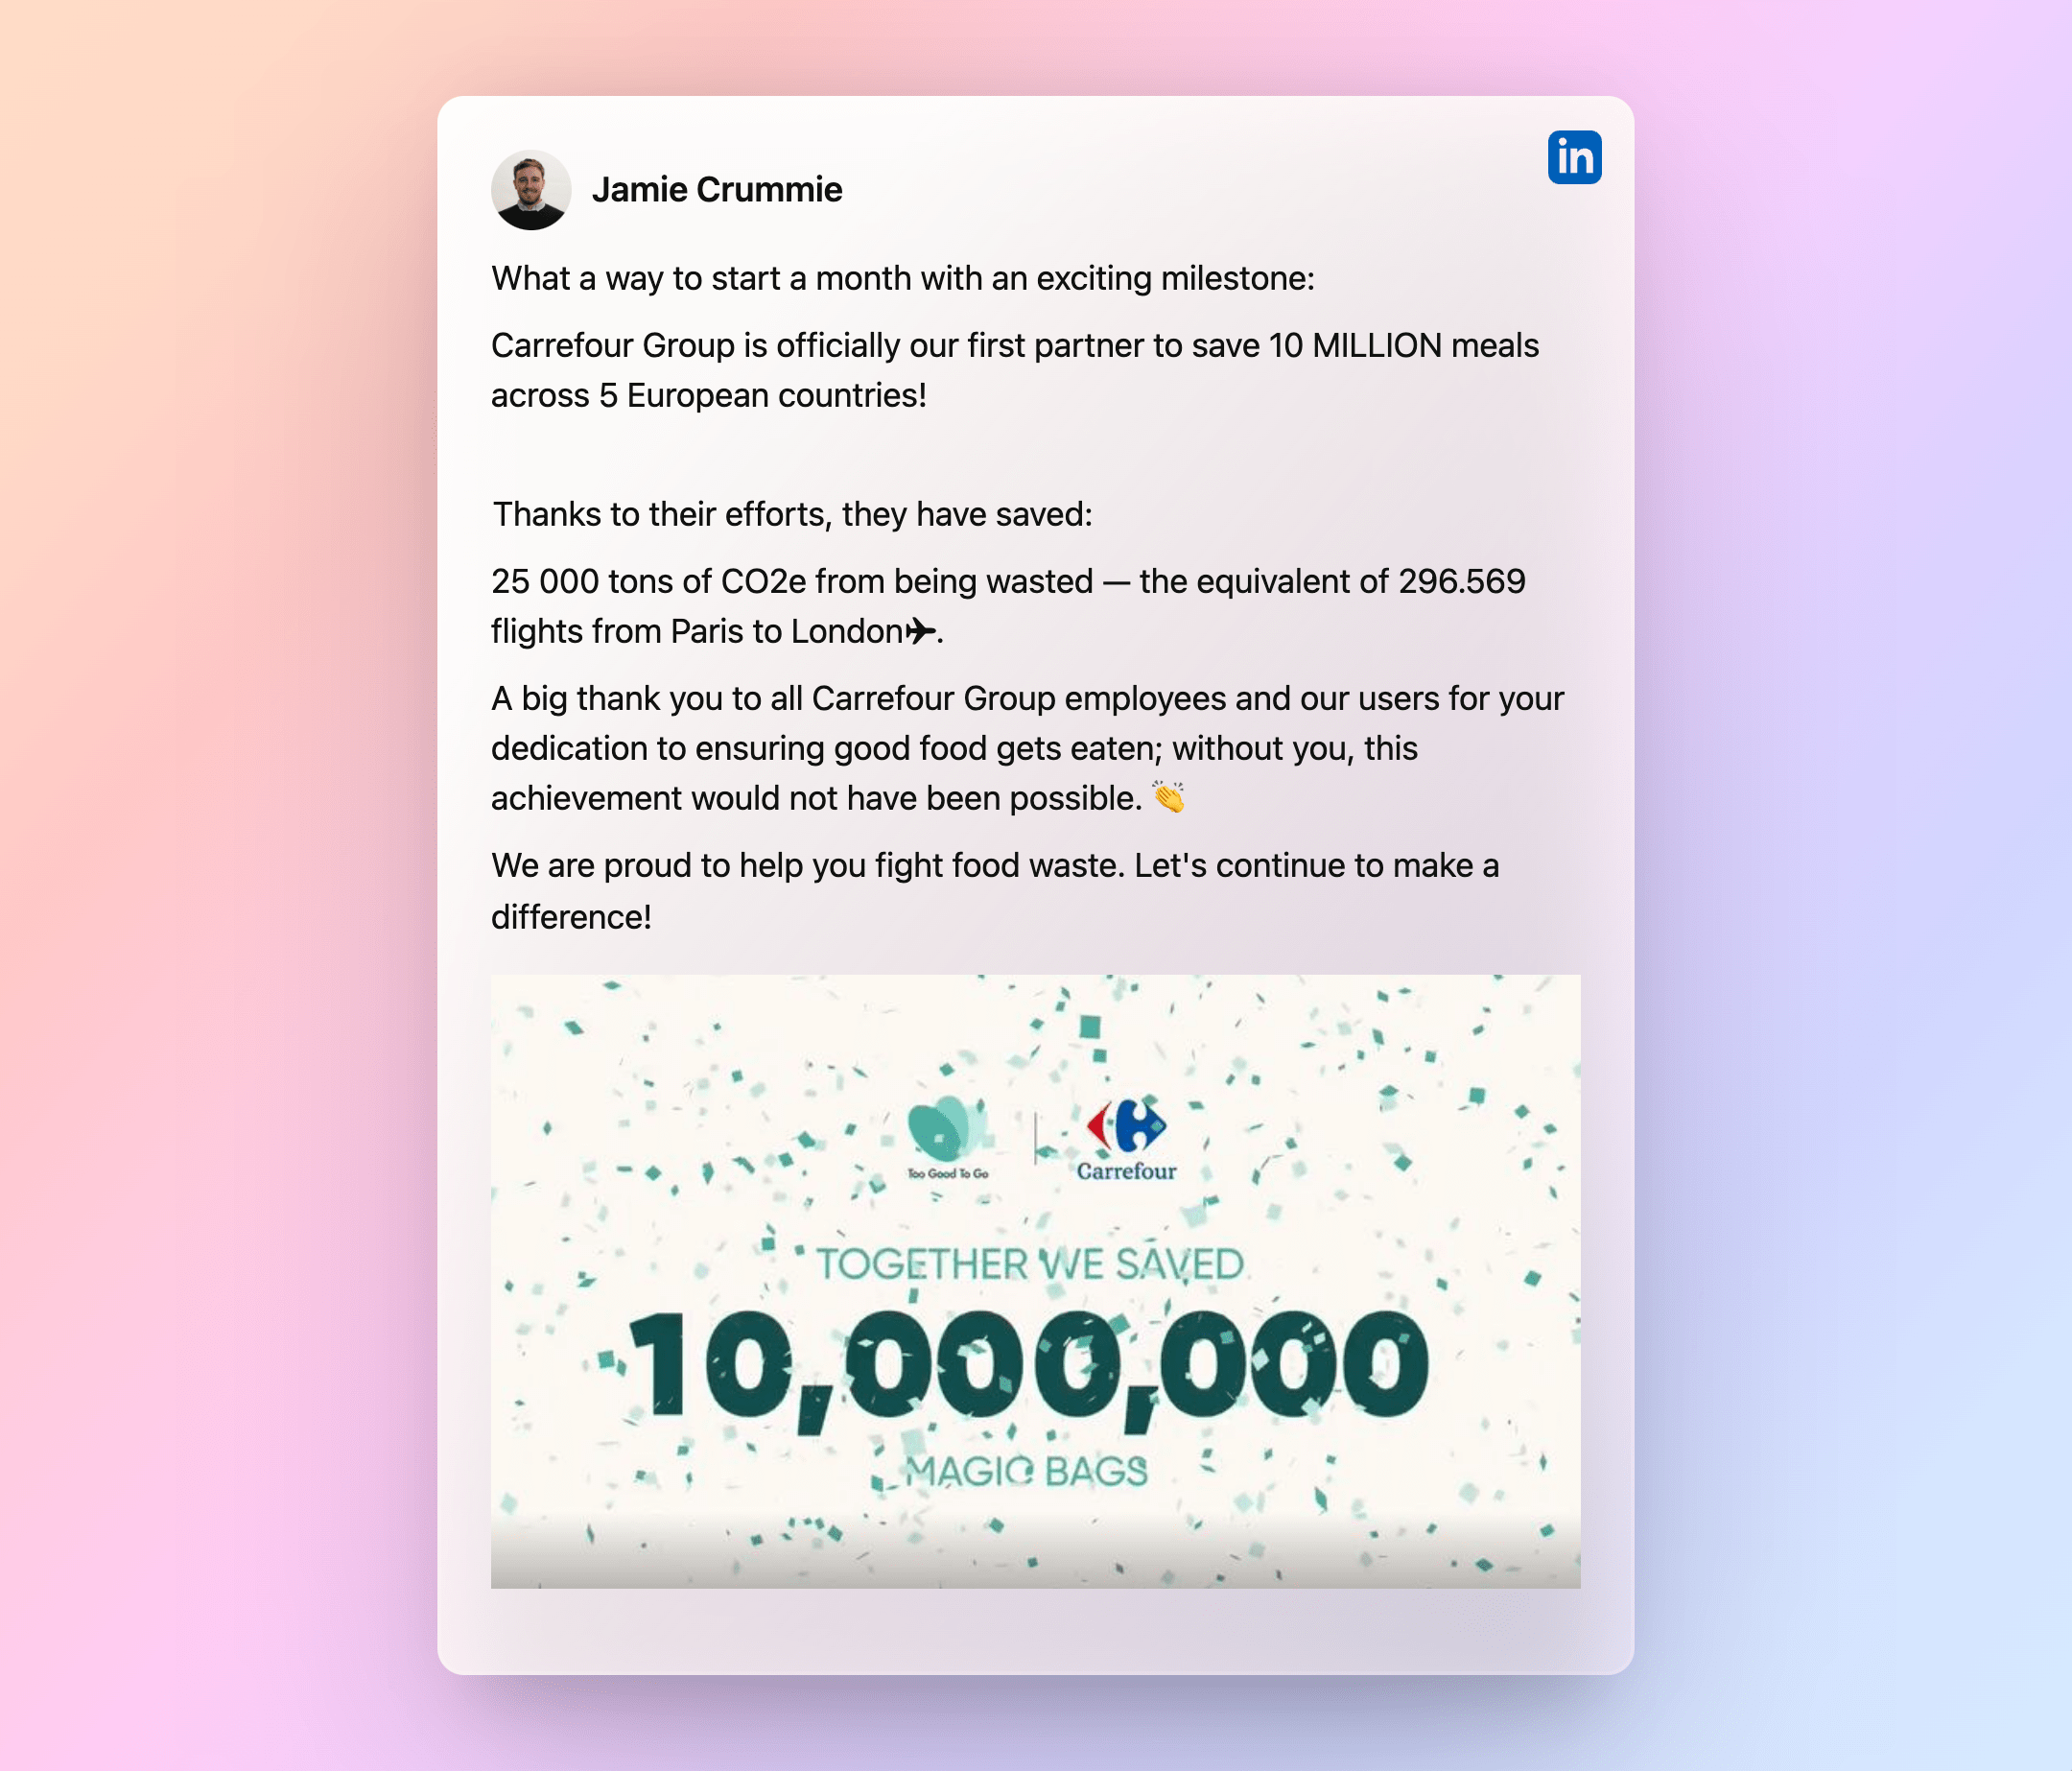 in
Jamie Crummie
What a way to start a month with an exciting milestone:
Carrefour Group is officially our first partner to save 10 MILLION meals
across 5 European countries!
Thanks to their efforts, they have saved:
25 000 tons of CO2e from being wasted — the equivalent of 296.569
flights from Paris to London✈.
A big thank you to all Carrefour Group employees and our users for your
dedication to ensuring good food gets eaten; without you, this
achievement would not have been possible. 👏
We are proud to help you fight food waste. Let's continue to make a
difference!
Too Good To Go
Carrefour
TOGETHER WE SAVED
10,000,000
MAGIC BAGS